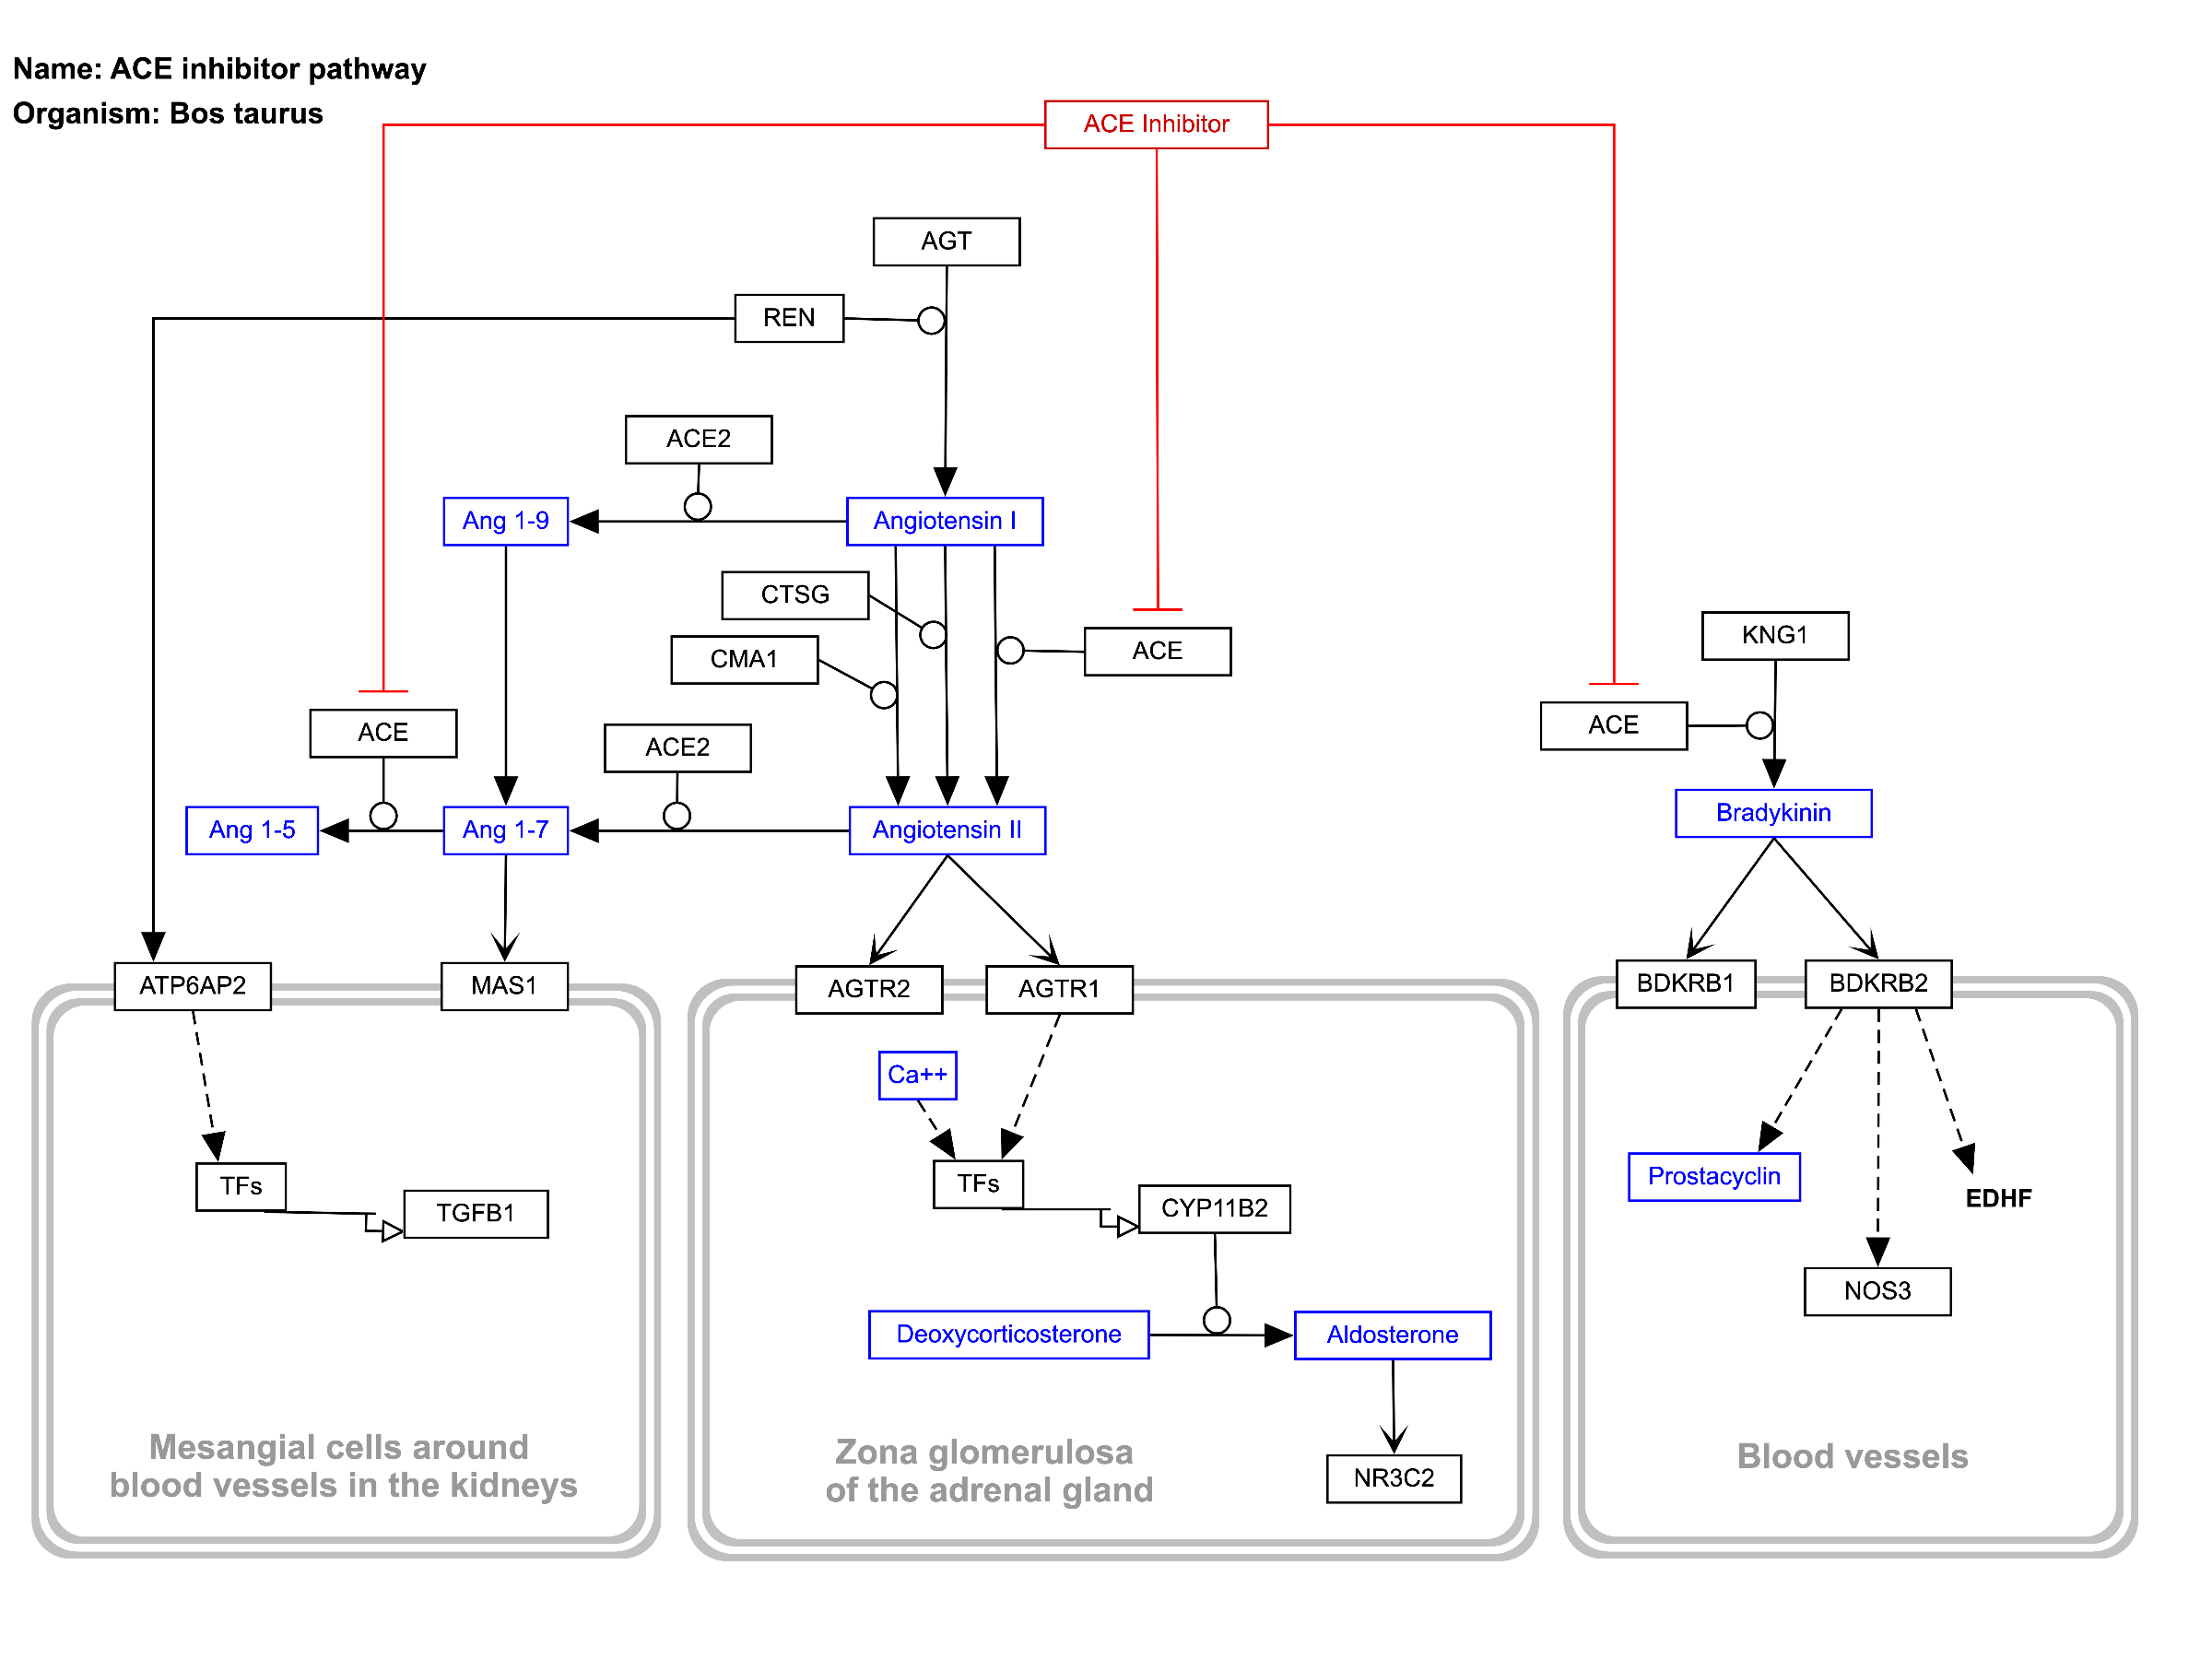 Name: ACE inhibitor pathway
Organism: Bos taurus
ACE Inhibitor
AGT
REN
ACE2
Ang 1-9
Angiotensin I
CTSG
CMA1
ACE
KNG1
ACE
ACE2
ACE
Ang 1-5
Ang 1-7
Angiotensin II
Bradykinin
ATP6AP2
MAS1
AGTR2
AGTR1
BDKRB1
BDKRB2
Ca++
TFs
TGFB1
TFs
CYP11B2
Prostacyclin
EDHF
NOS3
Deoxycorticosterone
Aldosterone
NR3C2
Mesangial cells around
blood vessels in the kidneys
Zona glomerulosa
of the adrenal gland
Blood vessels